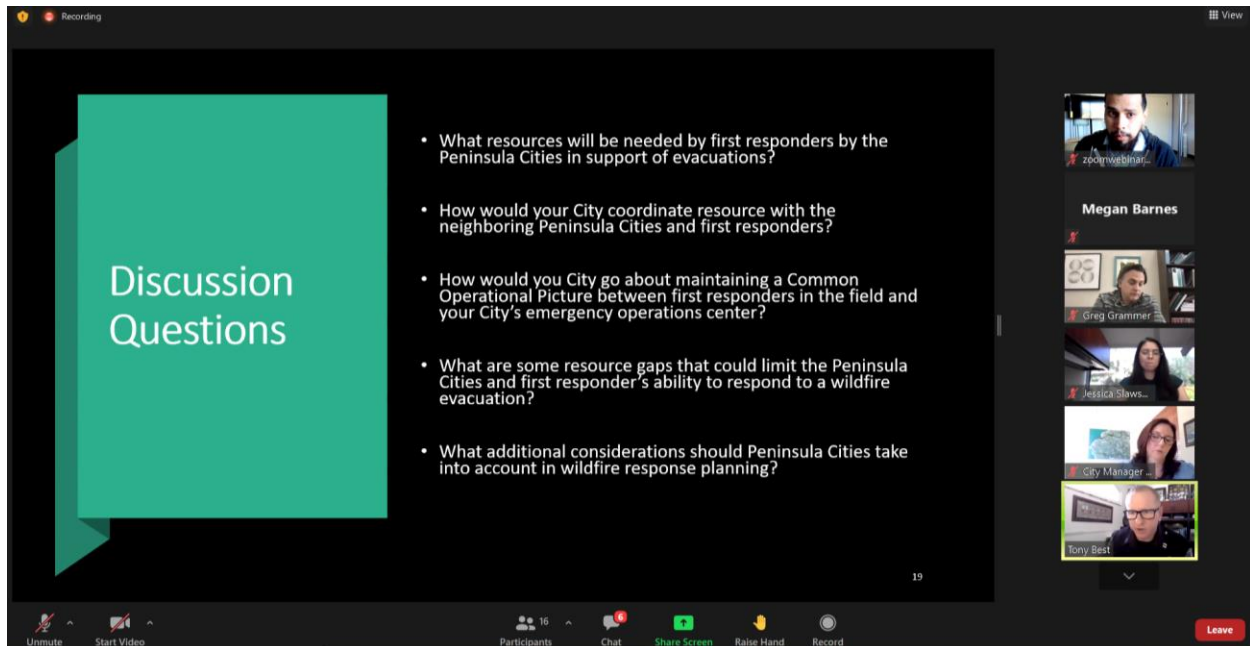 Recording
View
Discussion
Questions
• What resources will be needed by first responders by the
Peninsula Cities in support of evacuations?
• How would your City coordinate resource with the
neighboring Peninsula Cities and first responders?
• How would you City go about maintaining a Common
Operational Picture between first responders in the field and
your City's emergency operations center?
• What are some resource gaps that could limit the Peninsula
Cities and first responder's ability to respond to a wildfire
evacuation?
• What additional considerations should Peninsula Cities take
into account in wildfire response planning?
19
zoomwebinar...
Megan Barnes
Greg Grammer
Jessica Slaws...
City Manager ...
Tony Best
16
6
Unmute
Start Video
Participants
Chat
Share Screen
Raise Hand
Record
Leave